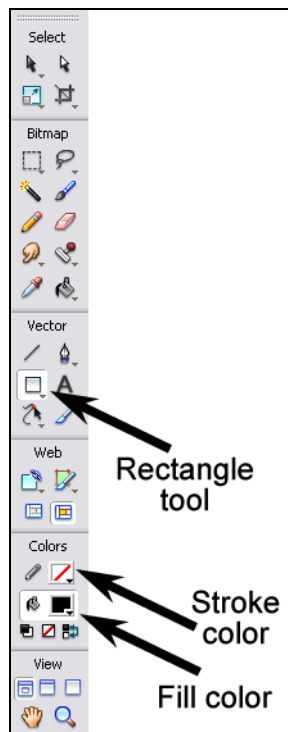 Select
Bitmap
Vector
A
Web
Rectangle
tool
Colors
Stroke
color
Fill color
View